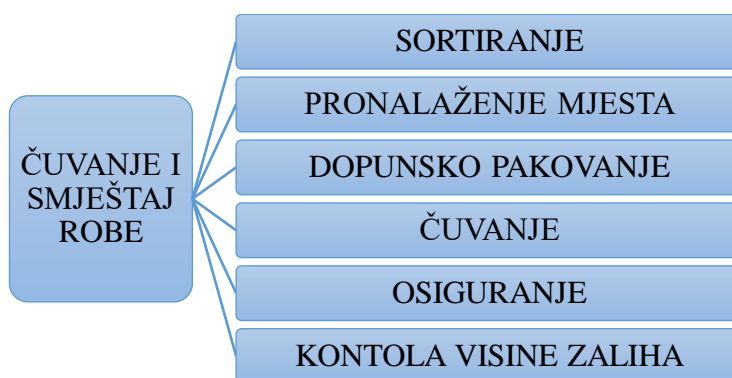 ČUVANJE I
SMJEŠTAJ
ROBE
SORTIRANJE
PRONALAŽENJE MJESTA
DOPUNSKO PAKOVANJE
ČUVANJE
OSIGURANJE
KONTOLA VISINE ZALIHA